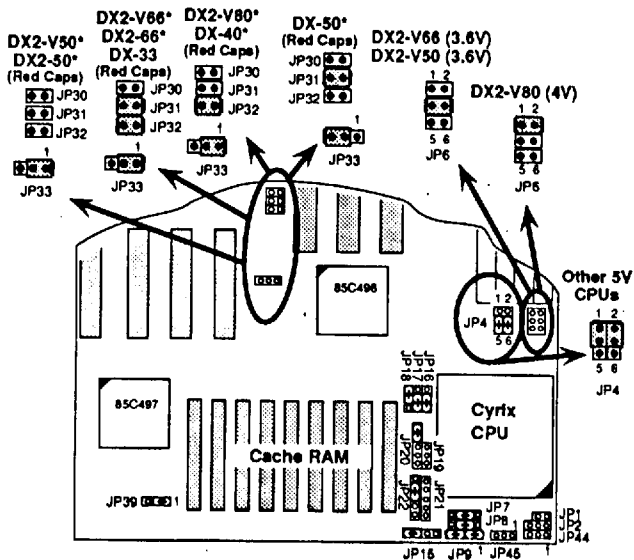 DX2-V50*
DX2-50*
(Red Caps)
JP30
JP31
JP32
1
JP33
DX2-V66*
DX2-66*
DX-33
(Red Caps)
JP30
JP31
JP32
1
JP33
DX2-V80*
DX-40*
(Red Caps)
JP30
JP31
JP32
1
JP33
DX-50*
(Red Caps)
JP30
JP31
JP32
1
JP33
DX2-V66 (3.6V)
DX2-V50 (3.6V)
1 2
5 6
JP6
DX2-V80 (4V)
1 2
5 6
JP6
Other 5V
CPUs
1 2
5 6
JP4
85C496
JP4
1 2
5 6
85C497
Cache RAM
Cyrix
CPU
JP18
JP17
JP16
JP20
JP19
JP22
JP21
JP39
1
JP7
JP8
1
JP1
JP2
JP44
JP15
JP9
1
JP45
1